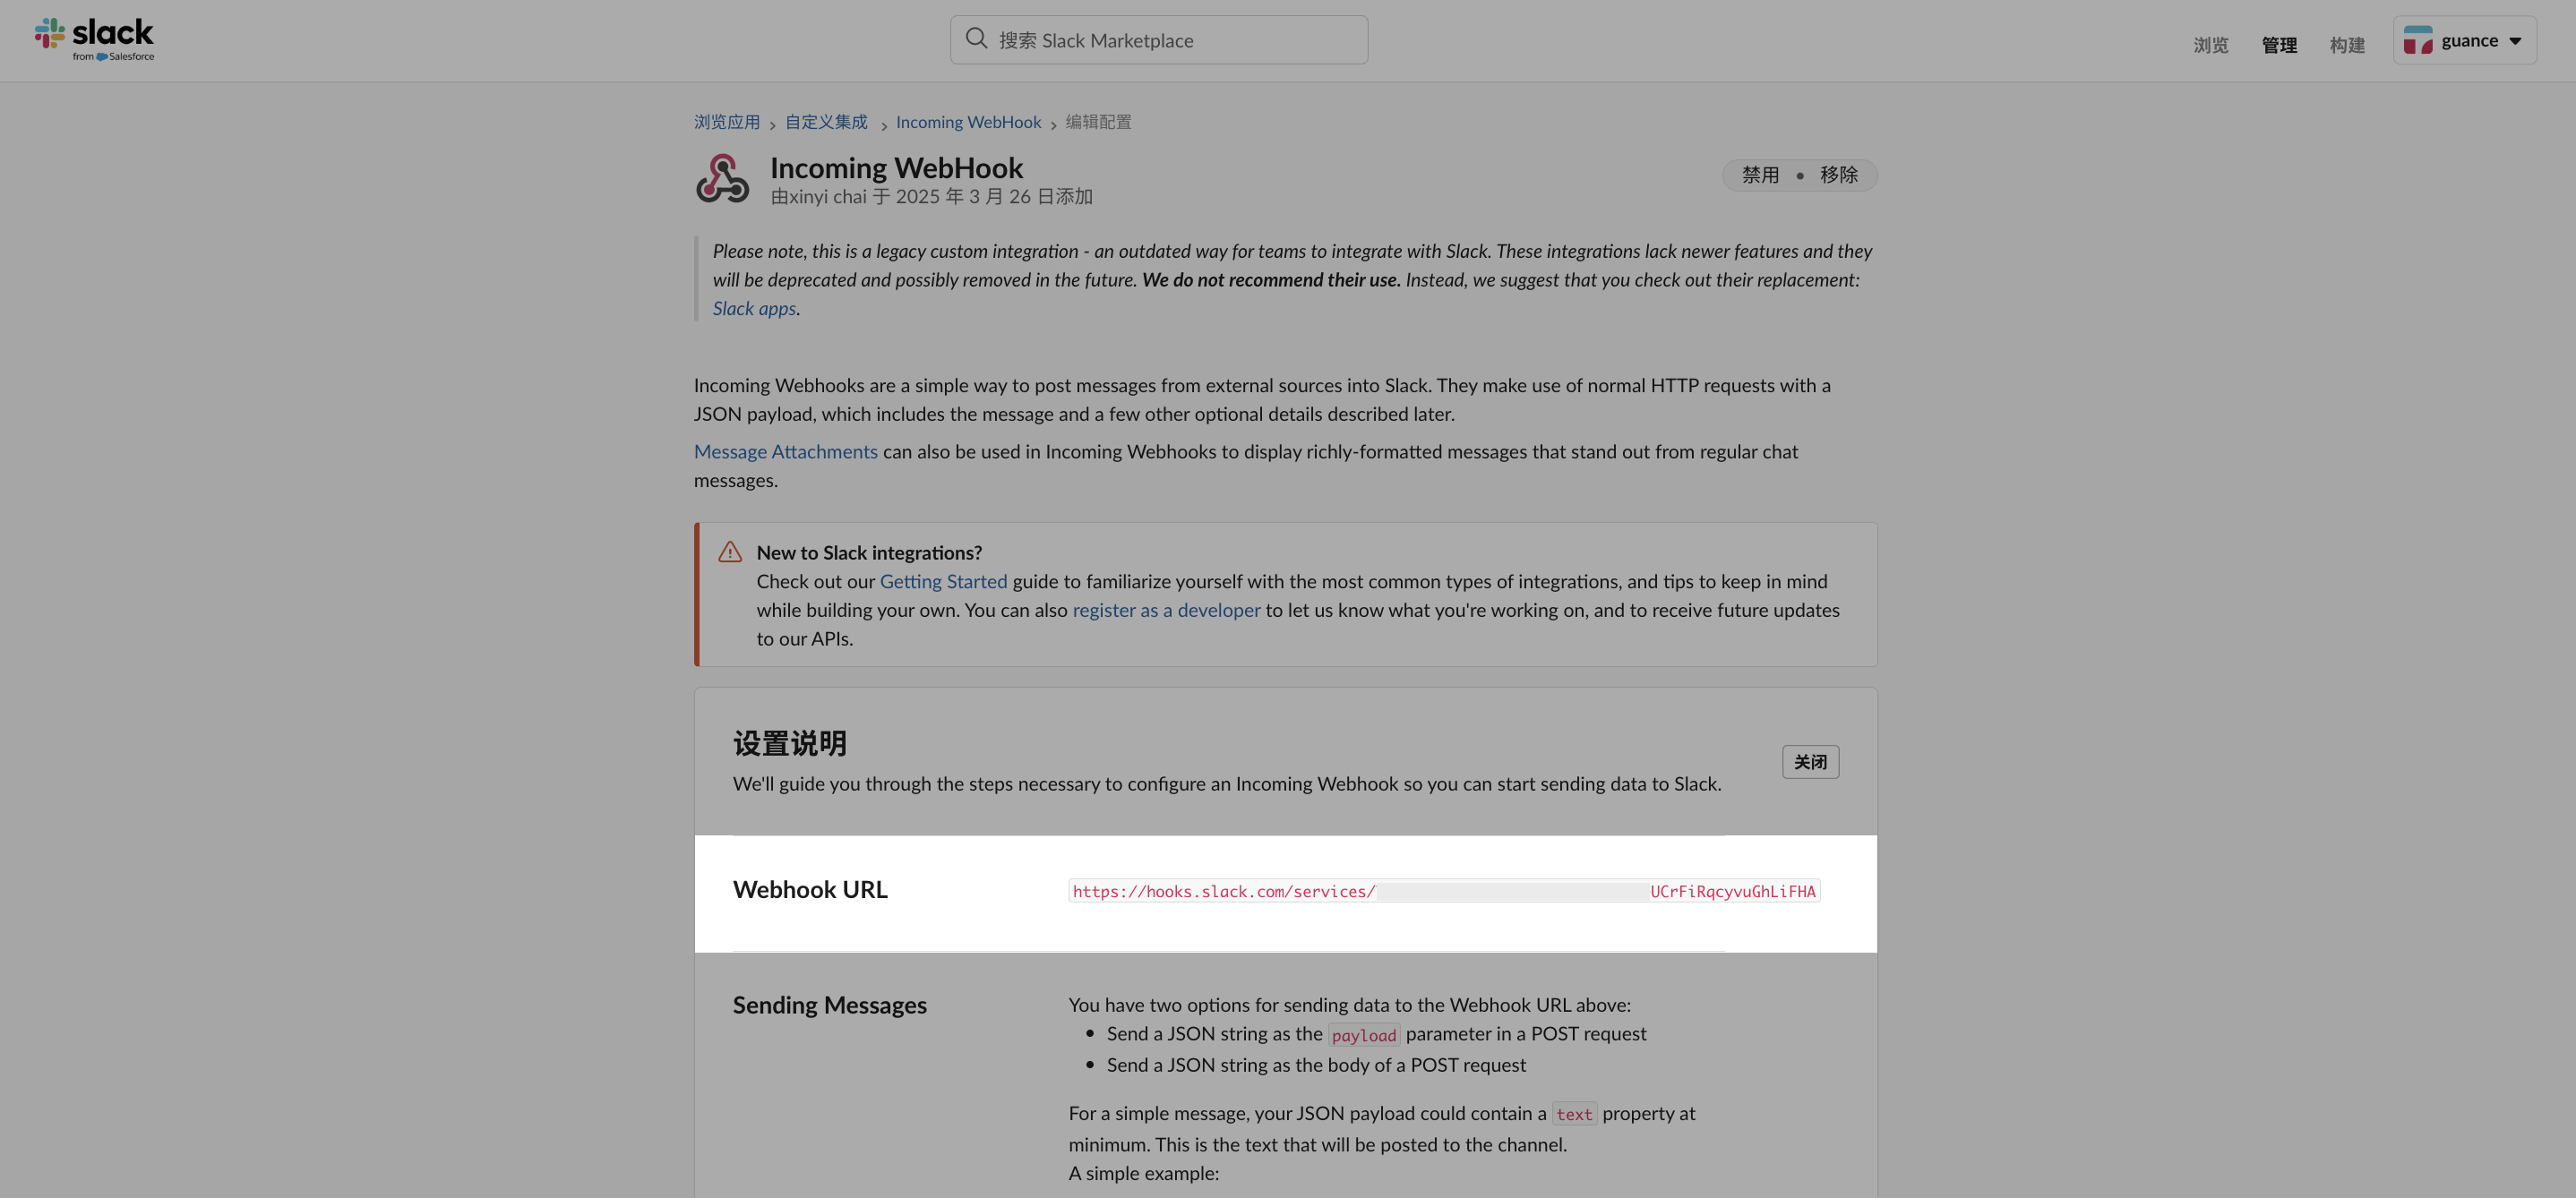 slack
from Salesforce
搜索 Slack Marketplace
浏览 管理 构建 guance
浏览应用 > 自定义集成 > Incoming WebHook > 编辑配置
Incoming WebHook
由xinyi chai 于 2025 年 3 月 26 日添加
禁用 • 移除
Please note, this is a legacy custom integration - an outdated way for teams to integrate with Slack. These integrations lack newer features and they
will be deprecated and possibly removed in the future. We do not recommend their use. Instead, we suggest that you check out their replacement:
Slack apps.
Incoming Webhooks are a simple way to post messages from external sources into Slack. They make use of normal HTTP requests with a
JSON payload, which includes the message and a few other optional details described later.
Message Attachments can also be used in Incoming Webhooks to display richly-formatted messages that stand out from regular chat
messages.
New to Slack integrations?
Check out our Getting Started guide to familiarize yourself with the most common types of integrations, and tips to keep in mind
while building your own. You can also register as a developer to let us know what you're working on, and to receive future updates
to our APIs.
设置说明
We'll guide you through the steps necessary to configure an Incoming Webhook so you can start sending data to Slack.
关闭
Webhook URL
https://hooks.slack.com/services/ UCrFiRqcyvuGhLiFHA
Sending Messages
You have two options for sending data to the Webhook URL above:
• Send a JSON string as the payload parameter in a POST request
• Send a JSON string as the body of a POST request
For a simple message, your JSON payload could contain a text property at
minimum. This is the text that will be posted to the channel.
A simple example: